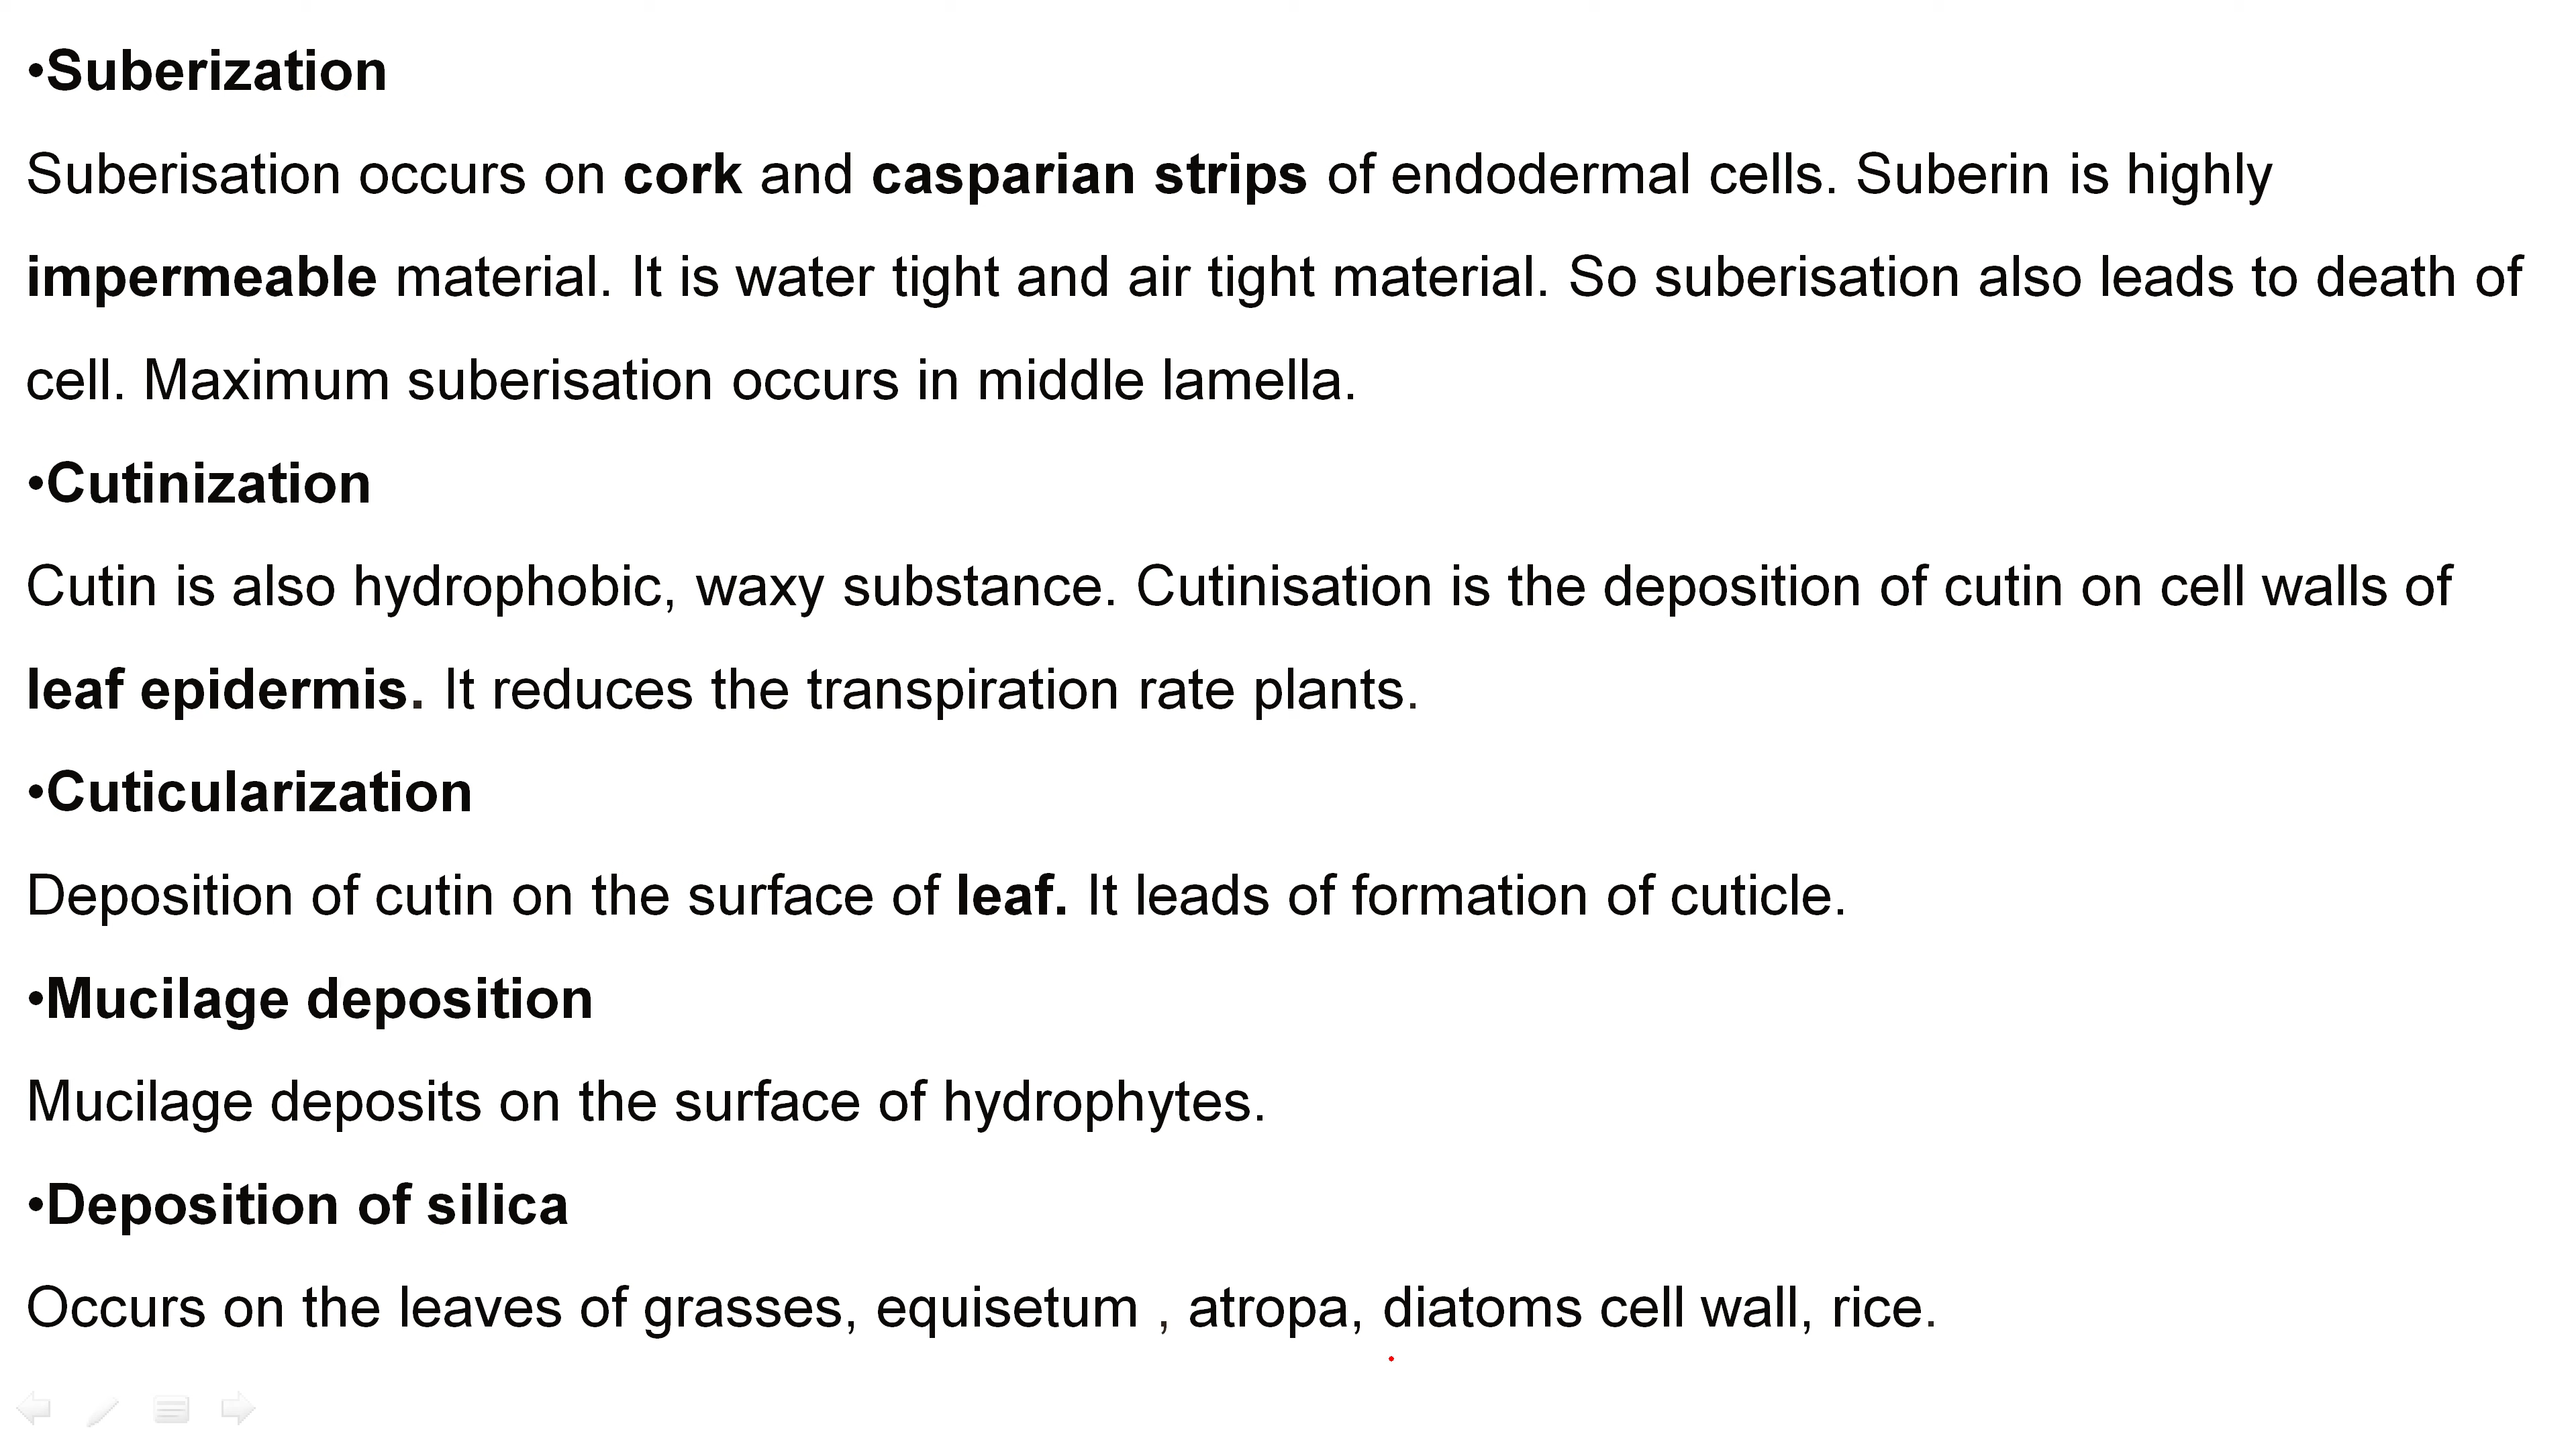 •Suberization
Suberisation occurs on cork and casparian strips of endodermal cells. Suberin is highly
impermeable material. It is water tight and air tight material. So suberisation also leads to death of
cell. Maximum suberisation occurs in middle lamella.
•Cutinization
Cutin is also hydrophobic, waxy substance. Cutinisation is the deposition of cutin on cell walls of
leaf epidermis. It reduces the transpiration rate plants.
•Cuticularization
Deposition of cutin on the surface of leaf. It leads of formation of cuticle.
•Mucilage deposition
Mucilage deposits on the surface of hydrophytes.
•Deposition of silica
Occurs on the leaves of grasses, equisetum , atropa, diatoms cell wall, rice.